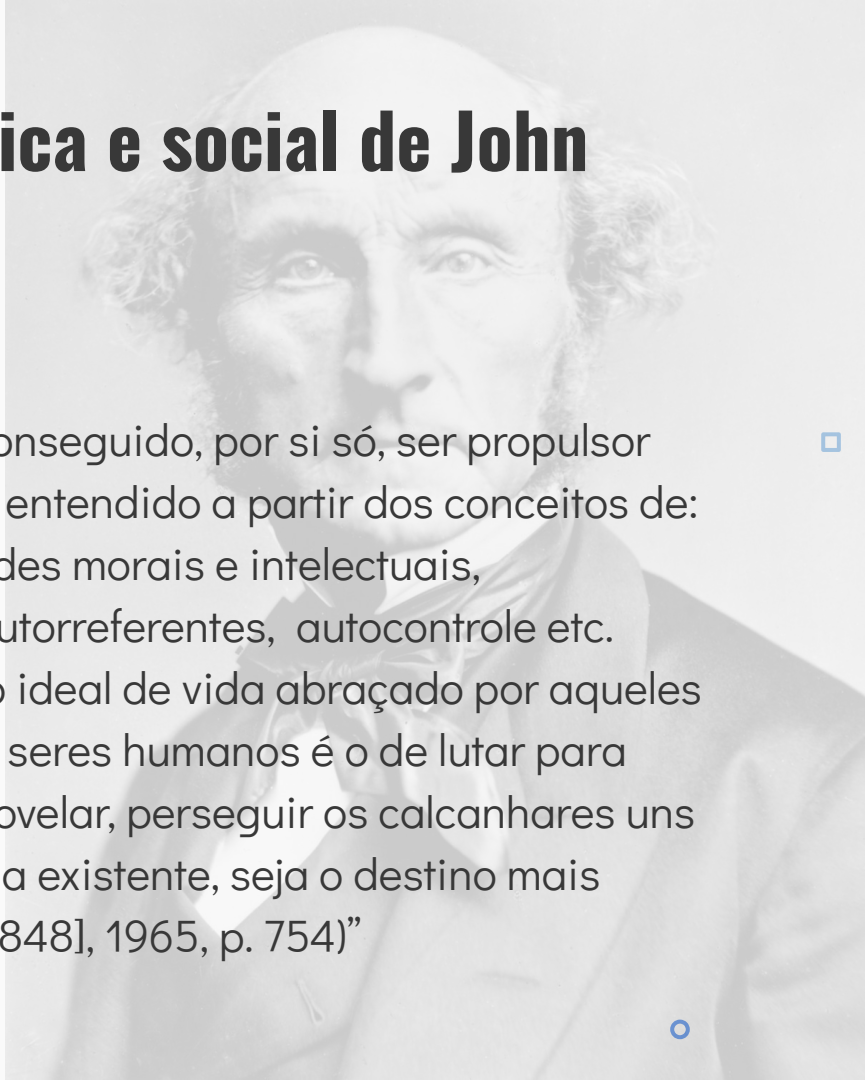 ica e social de John
onseguido, por si só, ser propulsor
entendido a partir dos conceitos de:
des morais e intelectuais,
utorreferentes, autocontrole etc.
o ideal de vida abraçado por aqueles
seres humanos é o de lutar para
ovelar, perseguir os calcanhares uns
a existente, seja o destino mais
848], 1965, p. 754)”